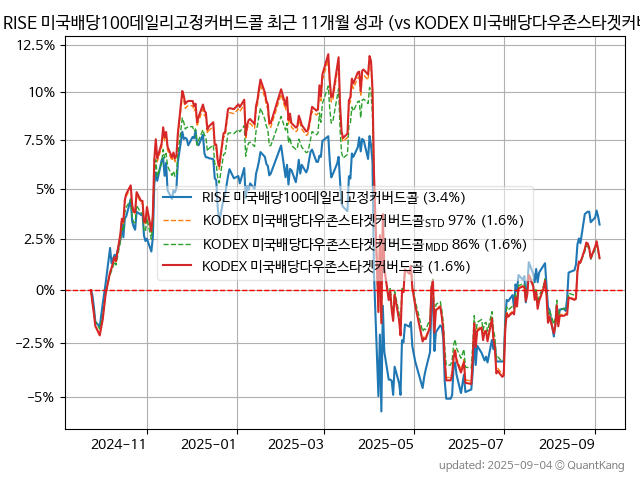 RISE 미국배당100데일리고정커버드콜 최근 11개월 성과 (vs KODEX 미국배당다우존스타겟커버
12.5%
10%
7.5%
5%
2.5%
0%
−2.5%
−5%
RISE 미국배당100데일리고정커버드콜 (3.4%)
KODEX 미국배당다우존스타겟커버드콜STD 97% (1.6%)
KODEX 미국배당다우존스타겟커버드콜MDD 86% (1.6%)
KODEX 미국배당다우존스타겟커버드콜 (1.6%)
2024-11 2025-01 2025-03 2025-05 2025-07 2025-09
updated: 2025-09-04 © QuantKang